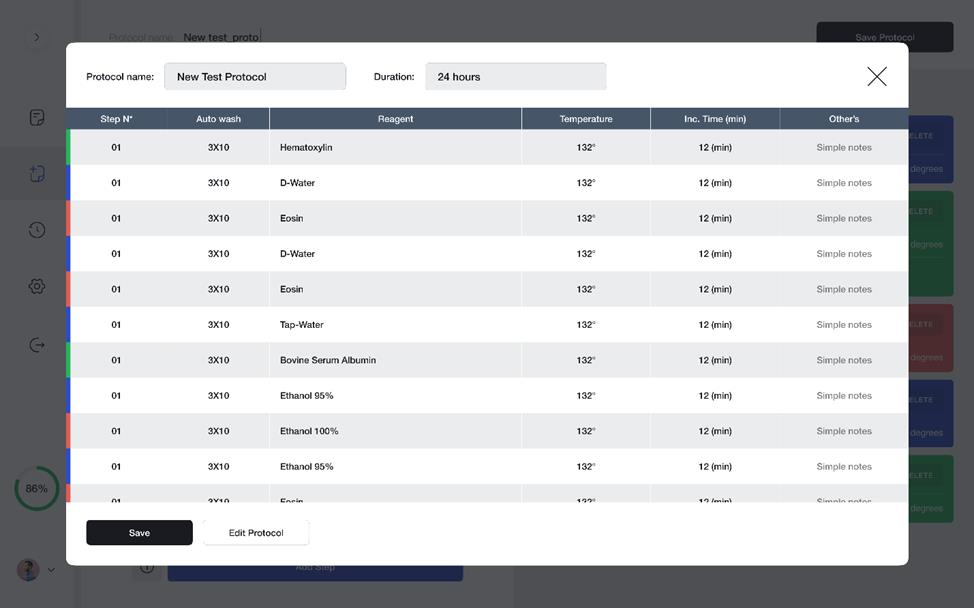 Protocol name: New test_proto
Save Protocol
Protocol name: New Test Protocol Duration: 24 hours
Step N° Auto wash Reagent Temperature Inc. Time (min) Other's
01 3X10 Hematoxylin 132° 12 (min) Simple notes
01 3X10 D-Water 132° 12 (min) Simple notes
01 3X10 Eosin 132° 12 (min) Simple notes
01 3X10 D-Water 132° 12 (min) Simple notes
01 3X10 Eosin 132° 12 (min) Simple notes
01 3X10 Tap-Water 132° 12 (min) Simple notes
01 3X10 Bovine Serum Albumin 132° 12 (min) Simple notes
01 3X10 Ethanol 95% 132° 12 (min) Simple notes
01 3X10 Ethanol 100% 132° 12 (min) Simple notes
01 3X10 Ethanol 95% 132° 12 (min) Simple notes
01 3X10 Eosin 132° 12 (min) Simple notes
Save Edit Protocol
ELETE
degrees
ELETE
degrees
ELETE
degrees
ELETE
degrees
ELETE
degrees
86%
Add Step